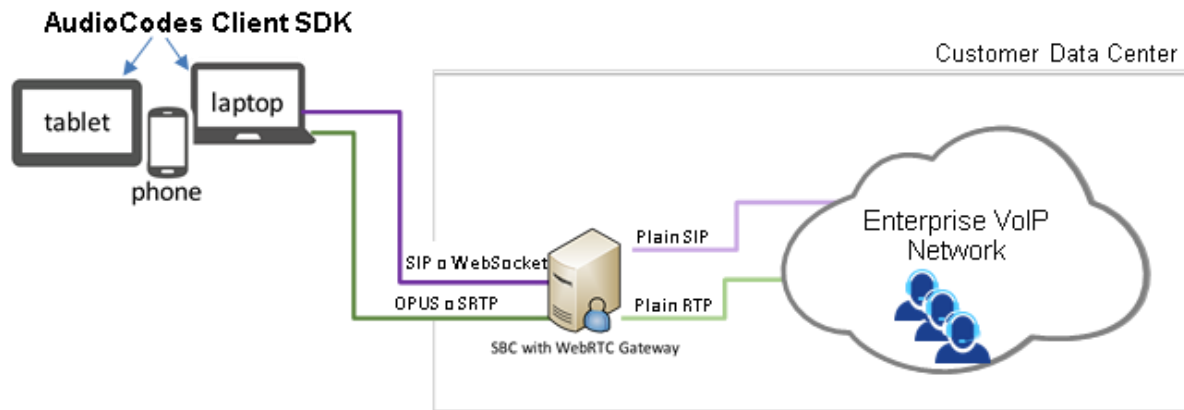 AudioCodes Client SDK
Customer Data Center
tablet
laptop
phone
Enterprise VoIP
Network
Plain SIP
SIP □ WebSocket
OPUS □ SRTP
Plain RTP
SBC with WebRTC Gateway